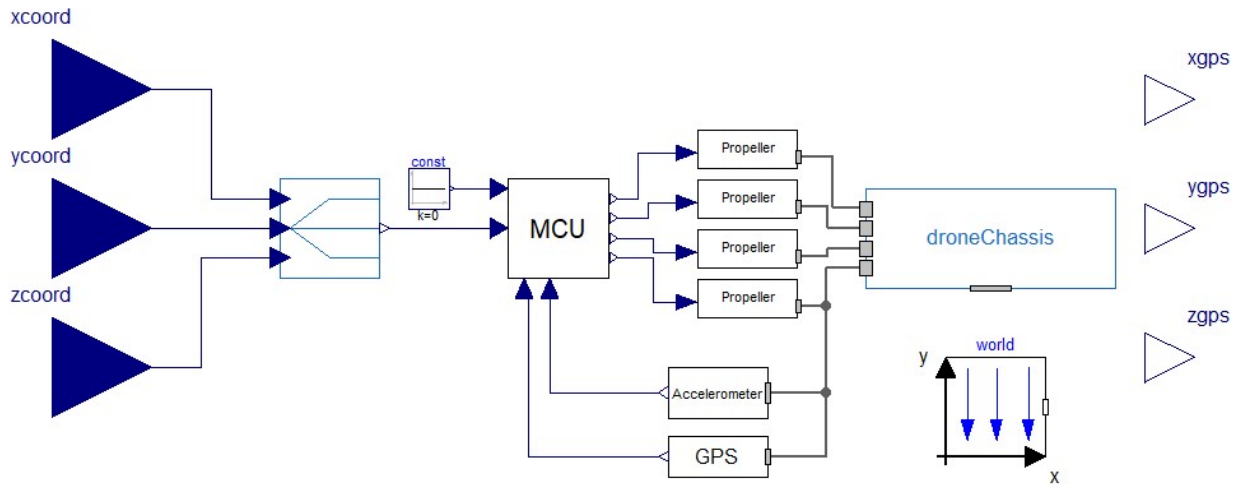 xcoord
ycoord
zcoord
const
k=0
MCU
Propeller
Propeller
Propeller
Propeller
Accelerometer
GPS
droneChassis
world
y
x
xgps
ygps
zgps